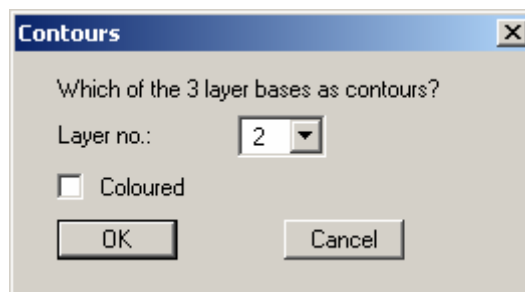 Contours
Which of the 3 layer bases as contours?
Layer no.: 2
Coloured
OK Cancel